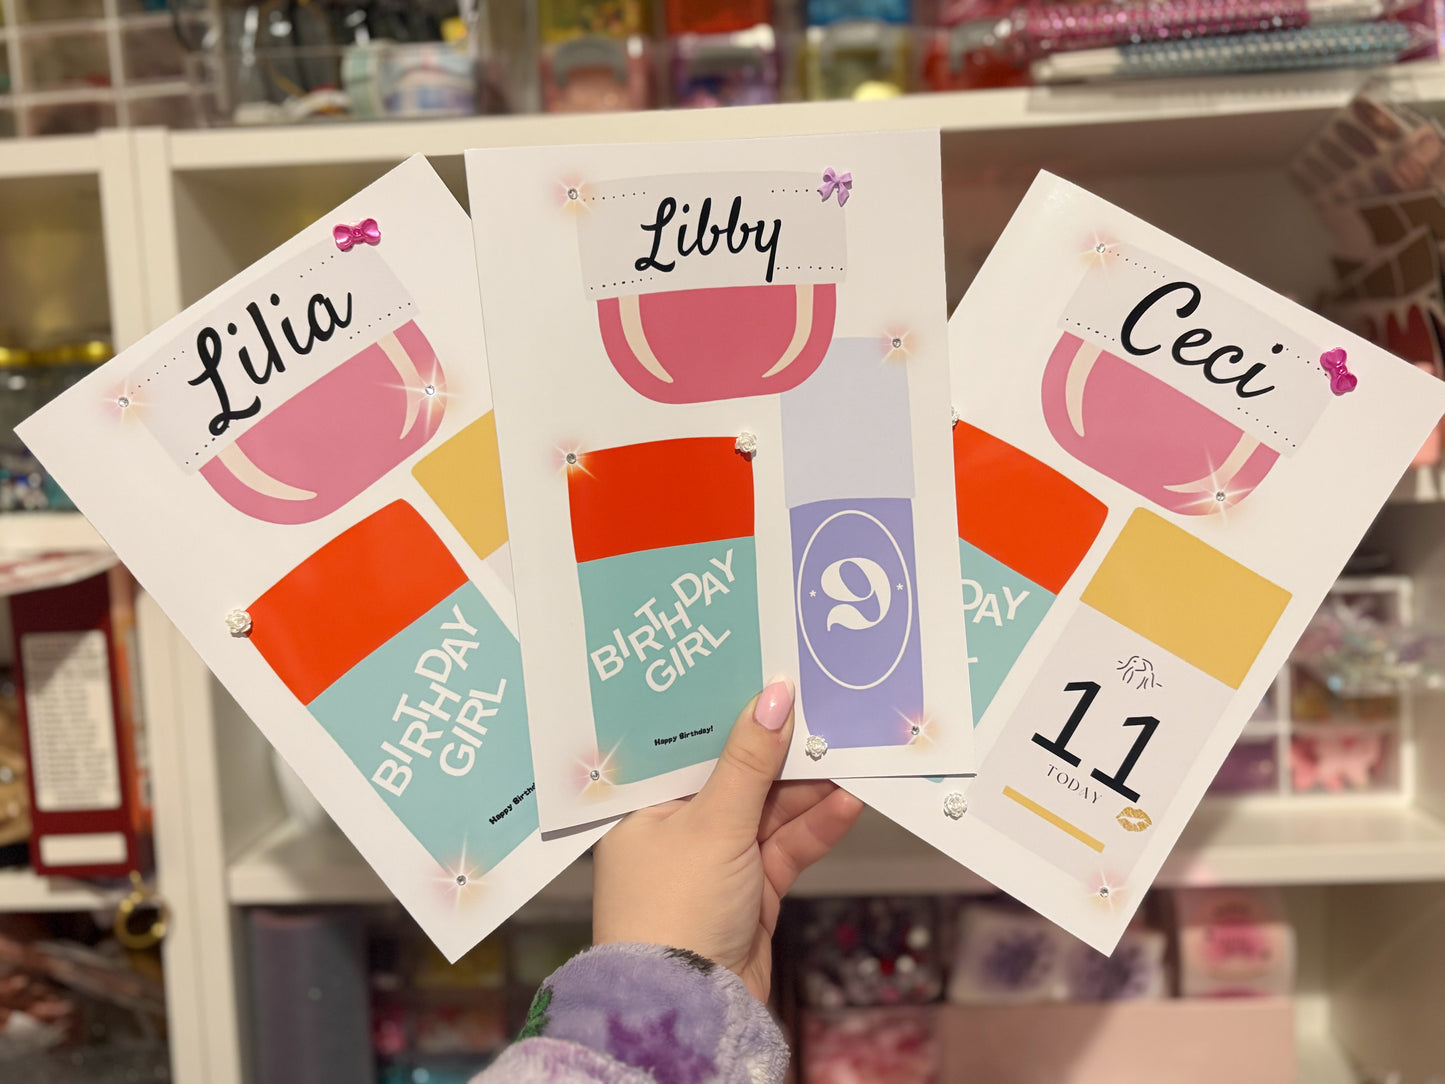 Lilia
BIRTHDAY
GIRL
Libby
BIRTHDAY
GIRL
Happy Birthday!
*9*
Ceci
DAY
11
TODAY